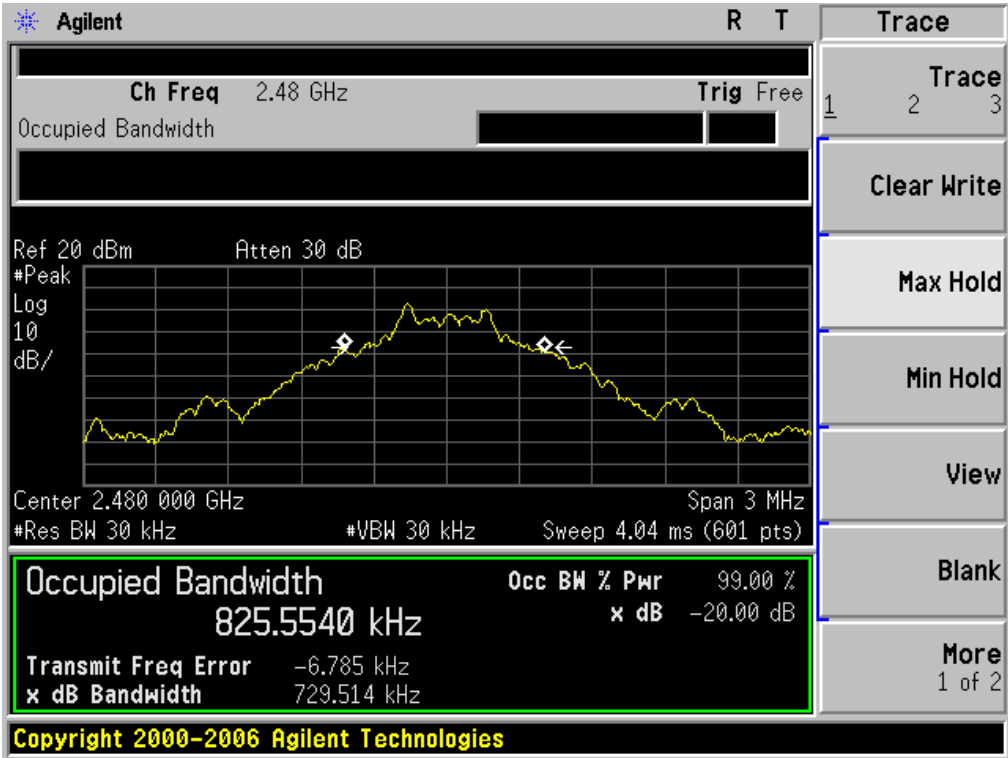 Agilent R T
Ch Freq 2.48 GHz Trig Free
Occupied Bandwidth
Ref 20 dBm Atten 30 dB
#Peak
Log
10
dB/
Center 2.480 000 GHz Span 3 MHz
#Res BW 30 kHz #VBW 30 kHz Sweep 4.04 ms (601 pts)
Occupied Bandwidth Occ BW % Pwr 99.00 %
825.5540 kHz x dB -20.00 dB
Transmit Freq Error -6.785 kHz
x dB Bandwidth 729.514 kHz
Copyright 2000-2006 Agilent Technologies
Trace
Trace
1 2 3
Clear Write
Max Hold
Min Hold
View
Blank
More
1 of 2